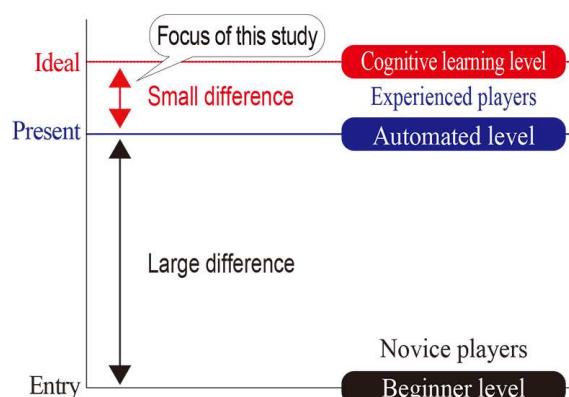 Focus of this study
Ideal
Cognitive learning level
Small difference
Experienced players
Present
Automated level
Large difference
Novice players
Entry
Beginner level